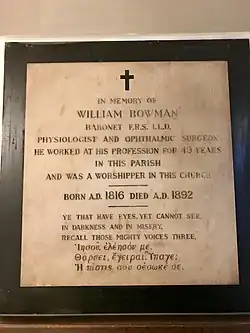 IN MEMORY OF
WILLIAM BOWMAN
BARONET F.R.S. LL.D.
PHYSIOLOGIST AND OPHTHALMIC SURGEON
HE WORKED AT HIS PROFESSION FOR 43 YEARS
IN THIS PARISH
AND WAS A WORSHIPPER IN THIS CHURCH
BORN A.D. 1816 DIED A.D. 1892
YE THAT HAVE EYES, YET CANNOT SEE,
IN DARKNESS AND IN MISERY,
RECALL THOSE MIGHTY VOICES THREE,
Ἰησοῦ, ἐλέησόν με,
Θάρσει, ἔγειραι, Ὕπαγε;
Ἡ πίστις σου σέσωκέ σε.